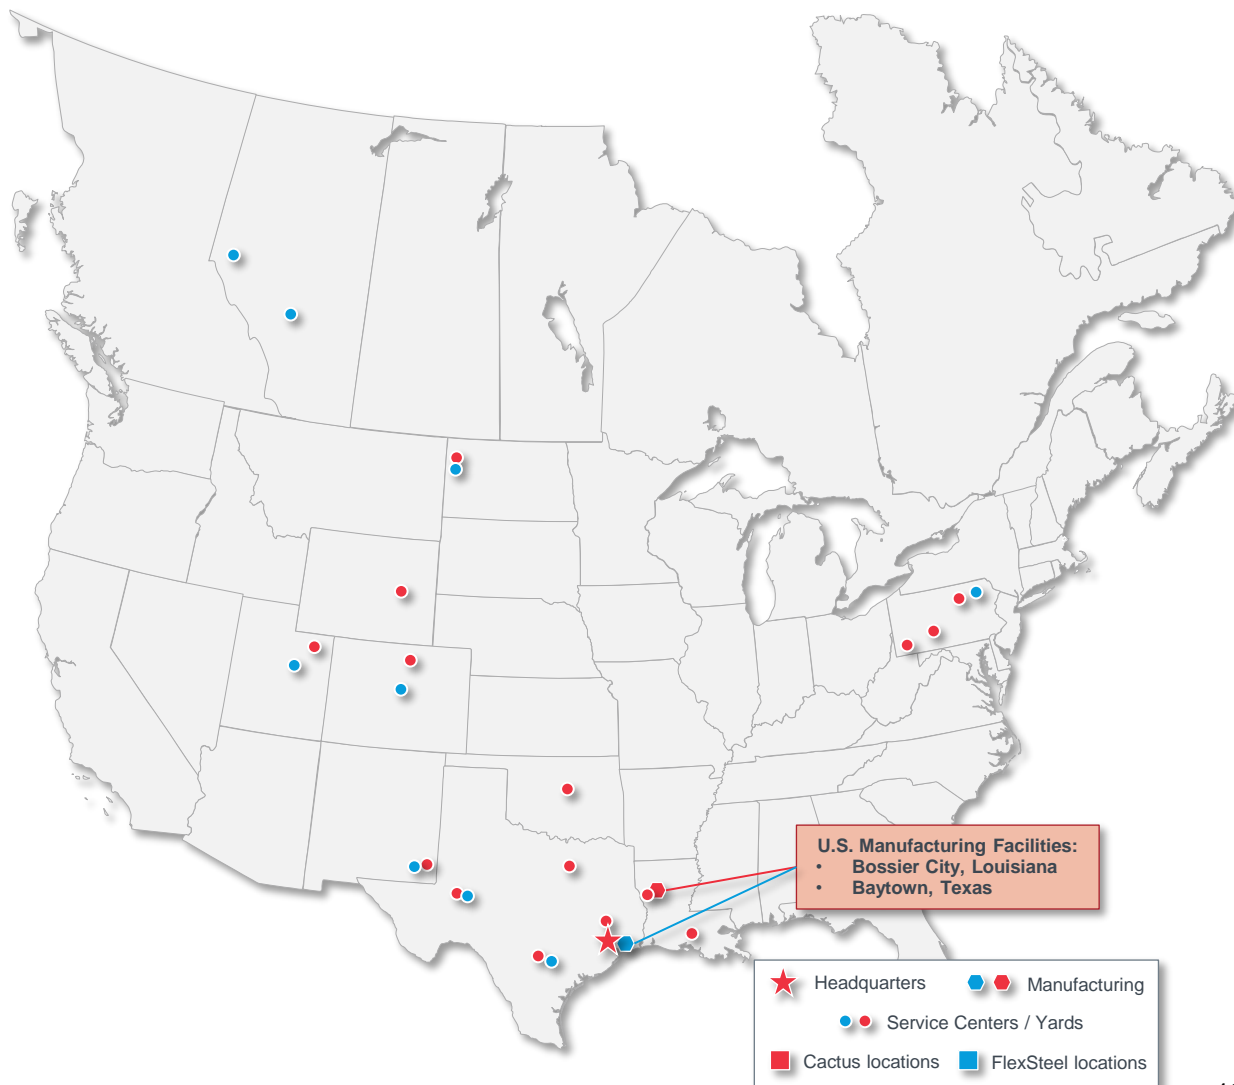 U.S. Manufacturing Facilities:
• Bossier City, Louisiana
• Baytown, Texas
Headquarters
Manufacturing
Service Centers / Yards
Cactus locations
FlexSteel locations